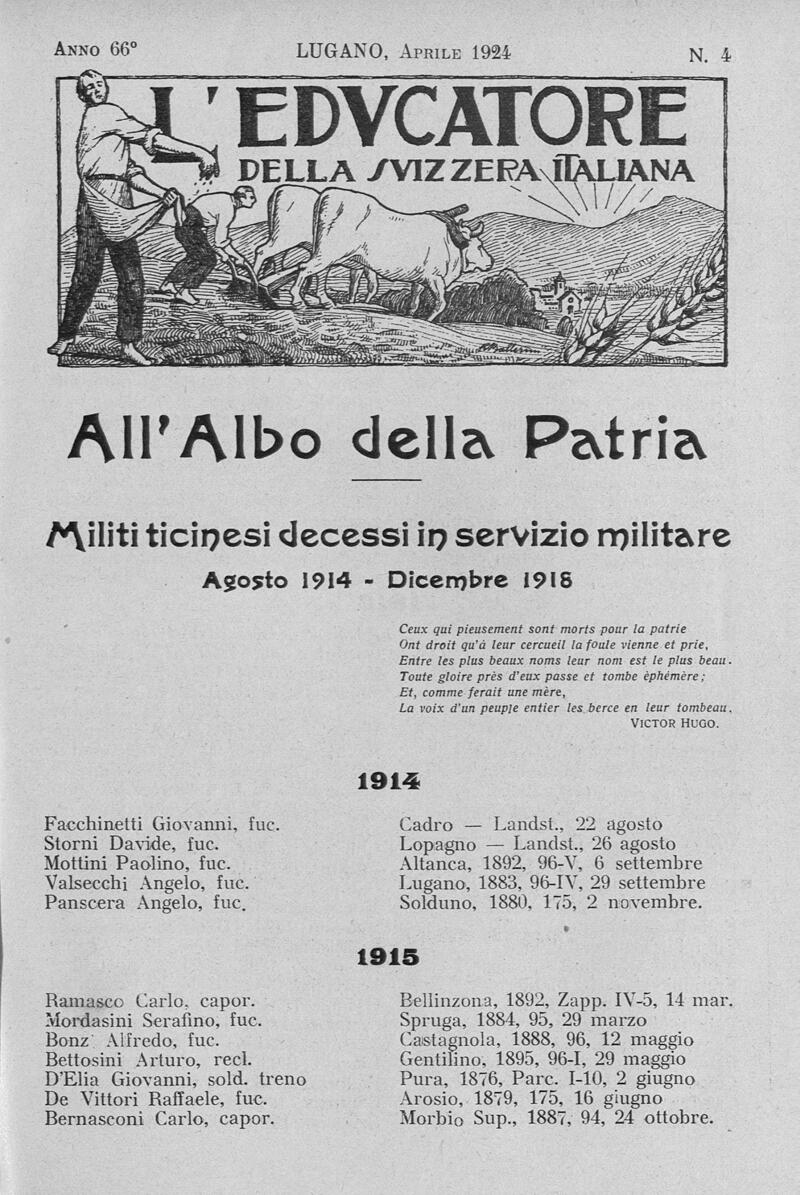 ANNO 66° LUGANO, APRILE 1924 N. 4
L'EDVCATORE
DELLA SVIZZERA ITALIANA
All'Albo della Patria
Militi ticinesi decessi in servizio militare
Agosto 1914 - Dicembre 1918
Ceux qui pieusement sont morts pour la patrie
Ont droit qu'à leur cercueil la foule vienne et prie,
Entre les plus beaux noms leur nom est le plus beau.
Toute gloire près d'eux passe et tombe èphémère;
Et, comme ferait une mère,
La voix d'un peuple entier les berce en leur tombeau.
VICTOR HUGO.
1914
Facchinetti Giovanni, fuc. Cadro — Landst., 22 agosto
Storni Davide, fuc. Lopagno — Landst., 26 agosto
Mottini Paolino, fuc. Altanca, 1892, 96-V, 6 settembre
Valsecchi Angelo, fuc. Lugano, 1883, 96-IV, 29 settembre
Panscera Angelo, fuc. Solduno, 1880, 175, 2 novembre.
1915
Ramasco Carlo, capor. Bellinzona, 1892, Zapp. IV-5, 14 mar.
Mordasini Serafino, fuc. Spruga, 1884, 95, 29 marzo
Alfredo, fuc. Castagnola, 1888, 96, 12 maggio
Bettosini Arturo, recl. Gentilino, 1895, 96-I, 29 maggio
D'Elia Giovanni, sold. treno Pura, 1876, Parc. I-10, 2 giugno
De Vittori Raffaele, fuc. Arosio, 1879, 175, 16 giugno
Bernasconi Carlo, capor. Morbio Sup., 1887, 94, 24 ottobre.